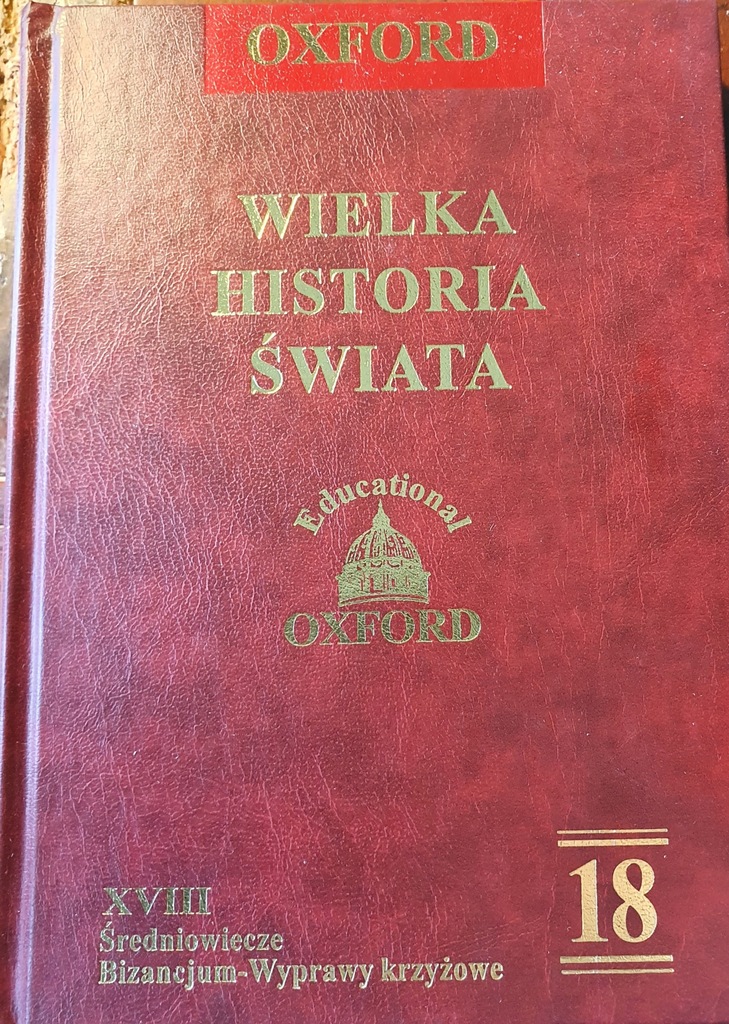 OXFORD
WIELKA
HISTORIA
ŚWIATA
Educational
OXFORD
XVIII
Średniowiecze
Bizancjum-Wyprawy krzyżowe
18